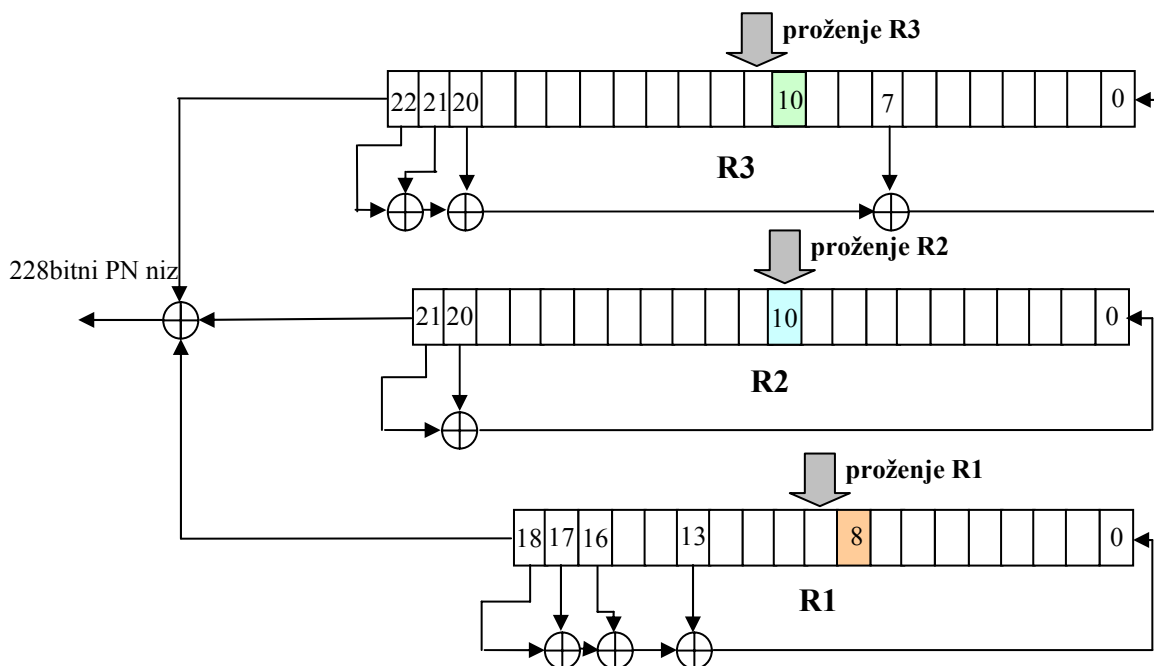 proženje R3
22 21 20 10 7 0
R3
proženje R2
228bitni PN niz
21 20 10 0
R2
proženje R1
18 17 16 13 8 0
R1